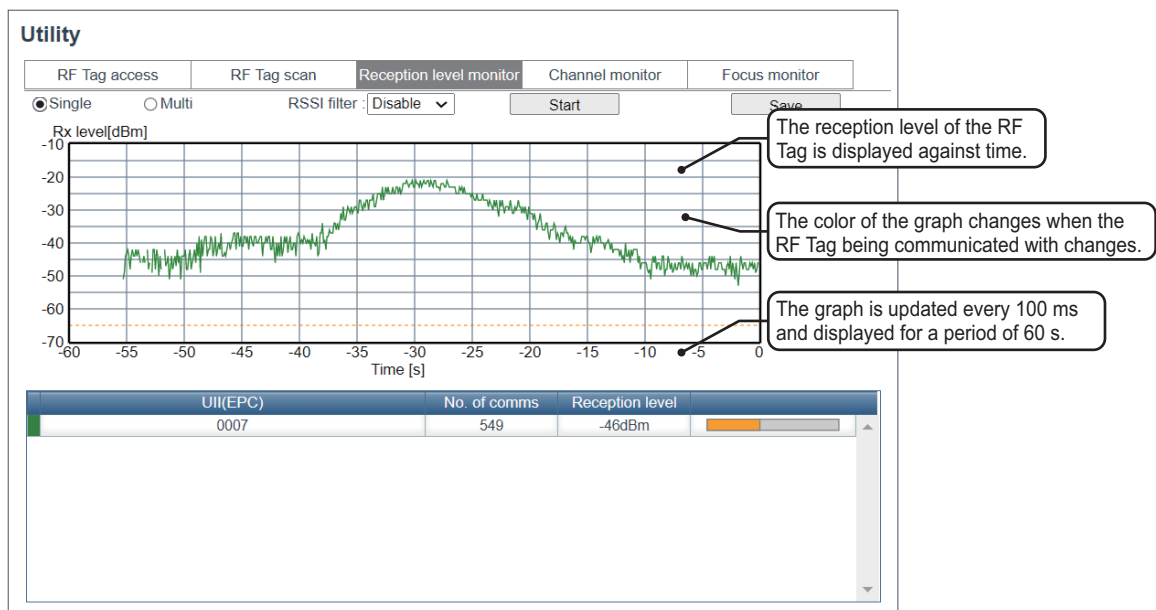 Utility
RF Tag access RF Tag scan Reception level monitor Channel monitor Focus monitor
Single Multi RSSI filter : Disable Start Save
Rx level[dBm]
The reception level of the RF
Tag is displayed against time.
The color of the graph changes when the
RF Tag being communicated with changes.
The graph is updated every 100 ms
and displayed for a period of 60 s.
-10
-20
-30
-40
-50
-60
-70
-60 -55 -50 -45 -40 -35 -30 -25 -20 -15 -10 -5 0
Time [s]
UII(EPC) No. of comms Reception level
0007 549 -46dBm